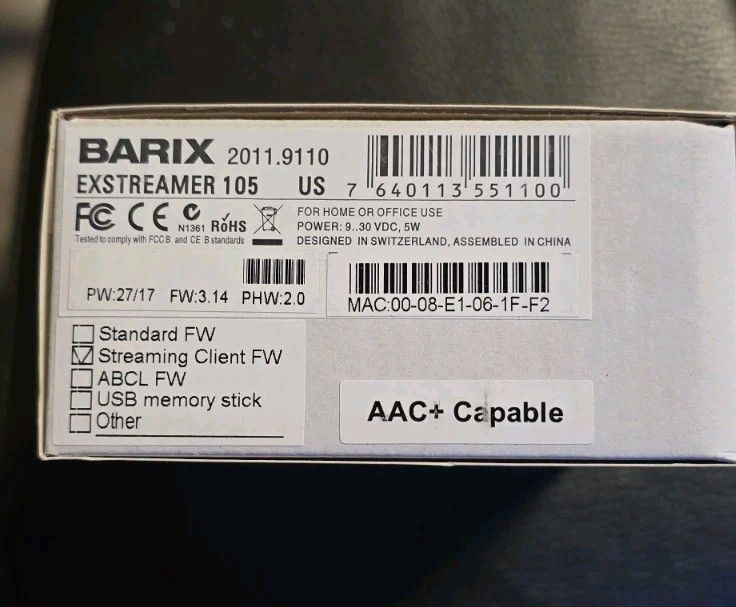 BARIX 2011.9110
EXSTREAMER 105 US
7 640113 551100
FC CE N1361 RoHS
Tested to comply with FCC B and CE B standards
FOR HOME OR OFFICE USE
POWER: 9..30 VDC, 5W
DESIGNED IN SWITZERLAND, ASSEMBLED IN CHINA
PW:27/17 FW:3.14 PHW:2.0
MAC:00-08-E1-06-1F-F2
Standard FW
Streaming Client FW
ABCL FW
USB memory stick
Other
AAC+ Capable